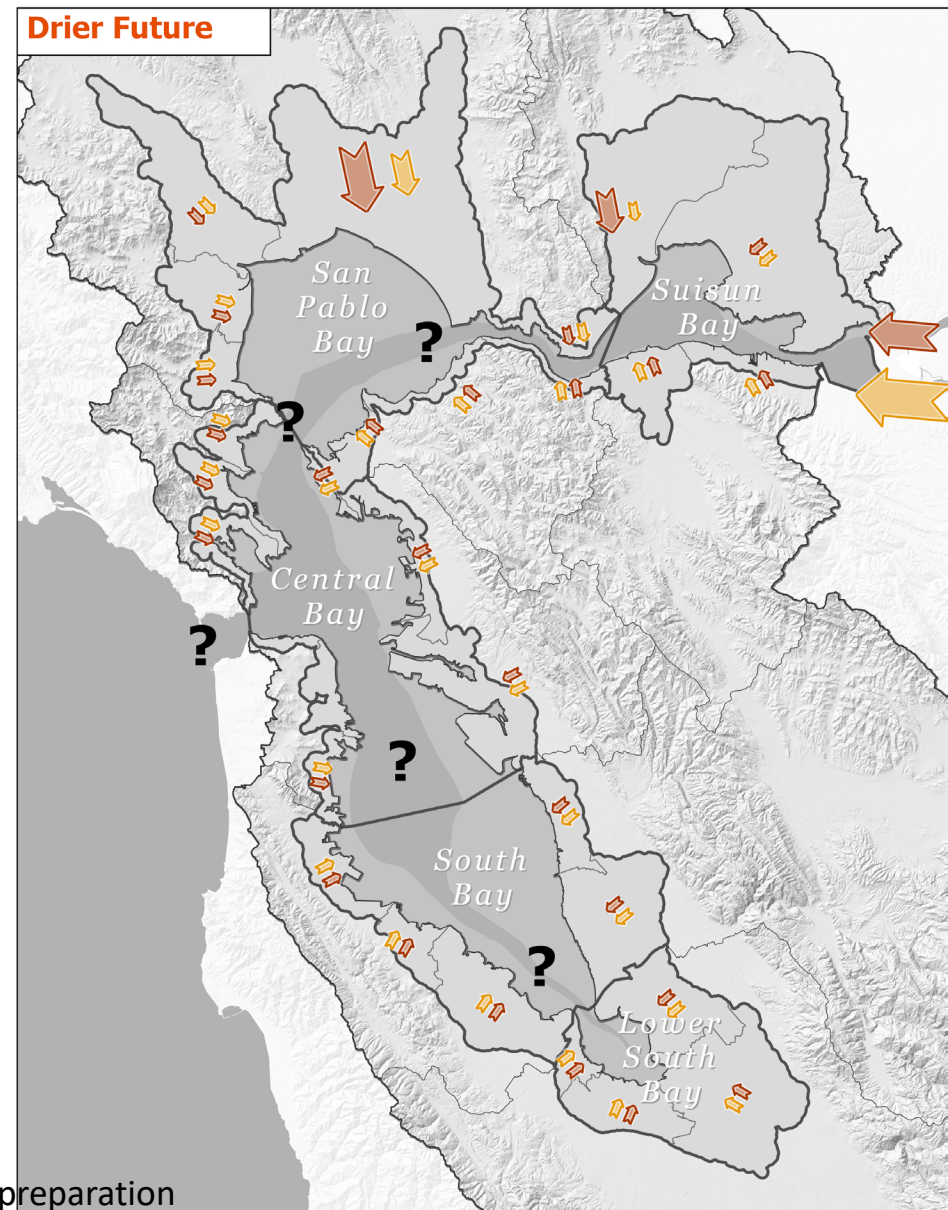 Drier Future
San
Pablo
Bay
?
Suisun
Bay
?
Central
Bay
?
?
South
Bay
?
Lower
South
Bay
preparation